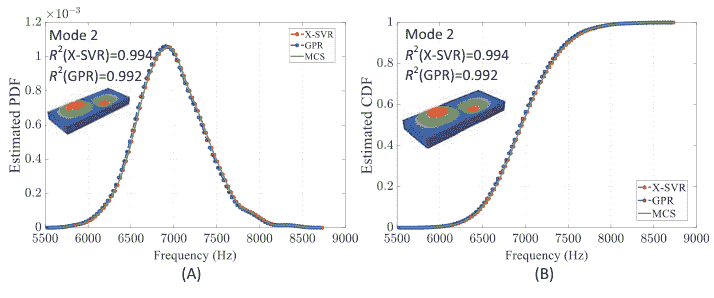 1.2 ×10⁻³
Mode 2
R²(X-SVR)=0.994
R²(GPR)=0.992
X-SVR
GPR
MCS
Estimated PDF
1
0.8
0.6
0.4
0.2
0
5500 6000 6500 7000 7500 8000 8500 9000
Frequency (Hz)
(A)
Mode 2
R²(X-SVR)=0.994
R²(GPR)=0.992
X-SVR
GPR
MCS
Estimated CDF
1
0.8
0.6
0.4
0.2
0
5500 6000 6500 7000 7500 8000 8500 9000
Frequency (Hz)
(B)